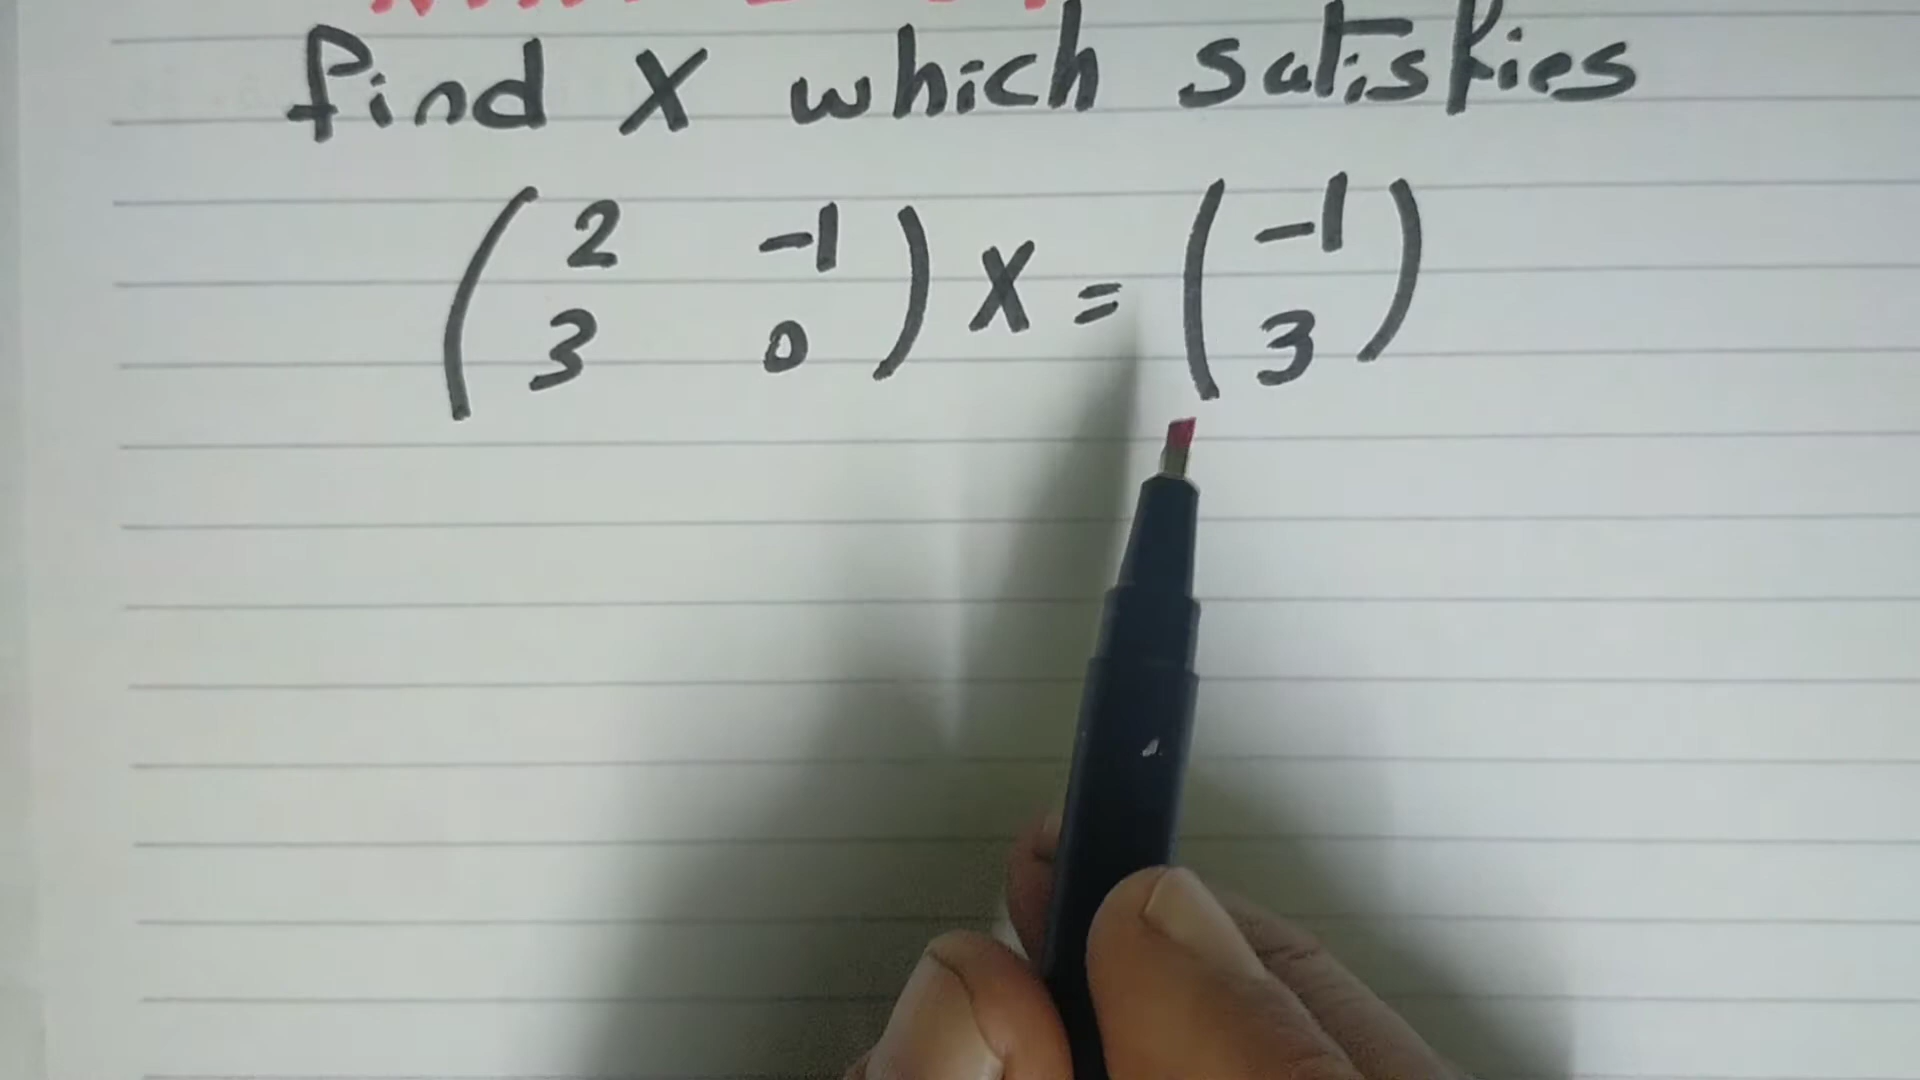 find X which satisfies
( 2 -1 ) X = ( -1 )
( 3 0 ) ( 3 )